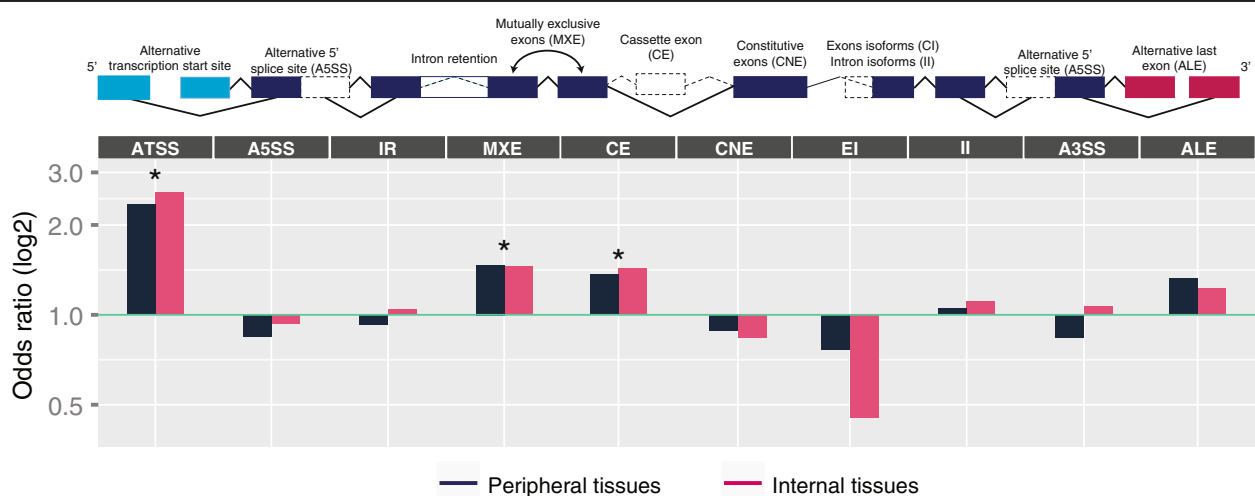 Alternative
transcription start site
Alternative 5'
splice site (A5SS)
Intron retention
Mutually exclusive
exons (MXE)
Cassette exon
(CE)
Constitutive
exons (CNE)
Exons isoforms (CI)
Intron isoforms (II)
Alternative 5'
splice site (A5SS)
Alternative last
exon (ALE)
5'
3'
ATSS A5SS IR MXE CE CNE EI II A3SS ALE
* * *
Odds ratio (log2)
3.0
2.0
1.0
0.5
Peripheral tissues Internal tissues